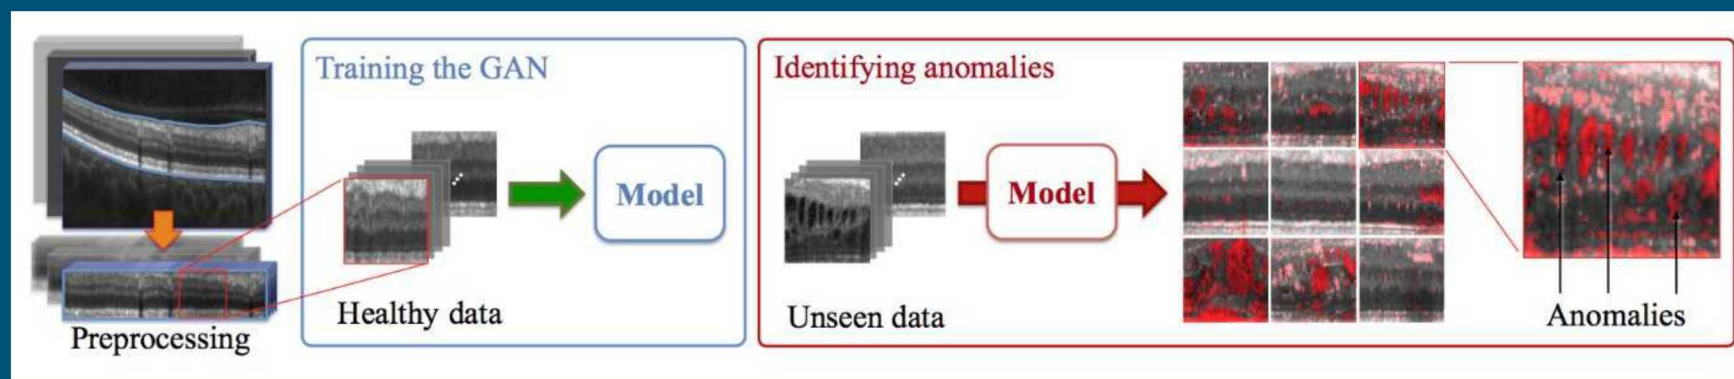 Training the GAN
Identifying anomalies
Model
Model
Healthy data
Unseen data
Anomalies
Preprocessing